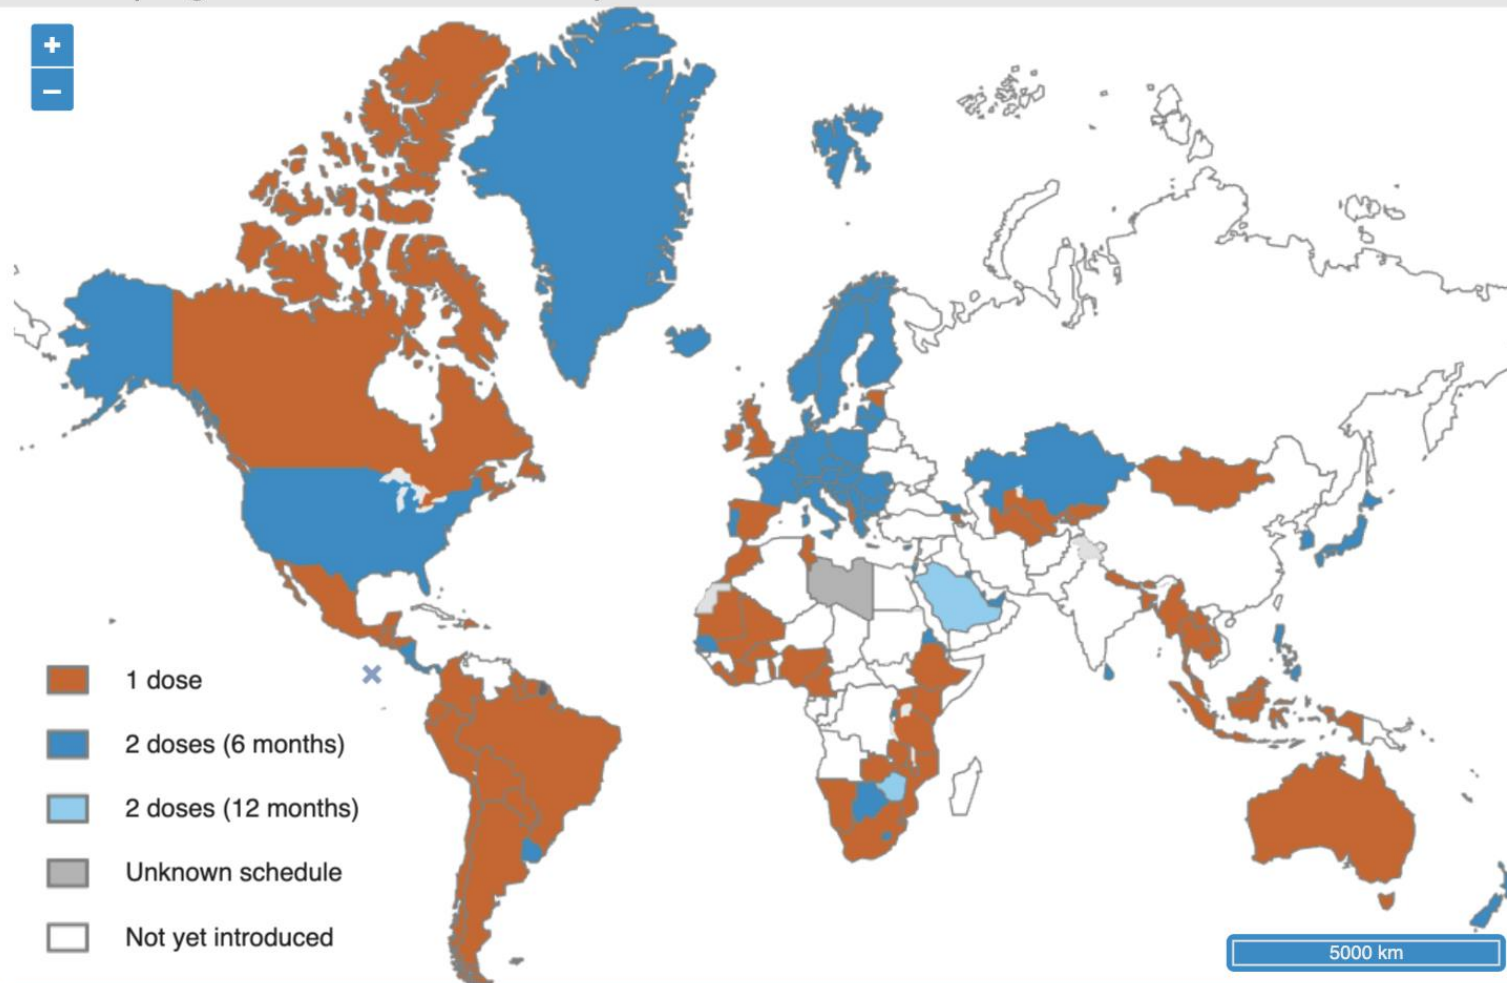 +
−
1 dose
2 doses (6 months)
2 doses (12 months)
Unknown schedule
Not yet introduced
5000 km